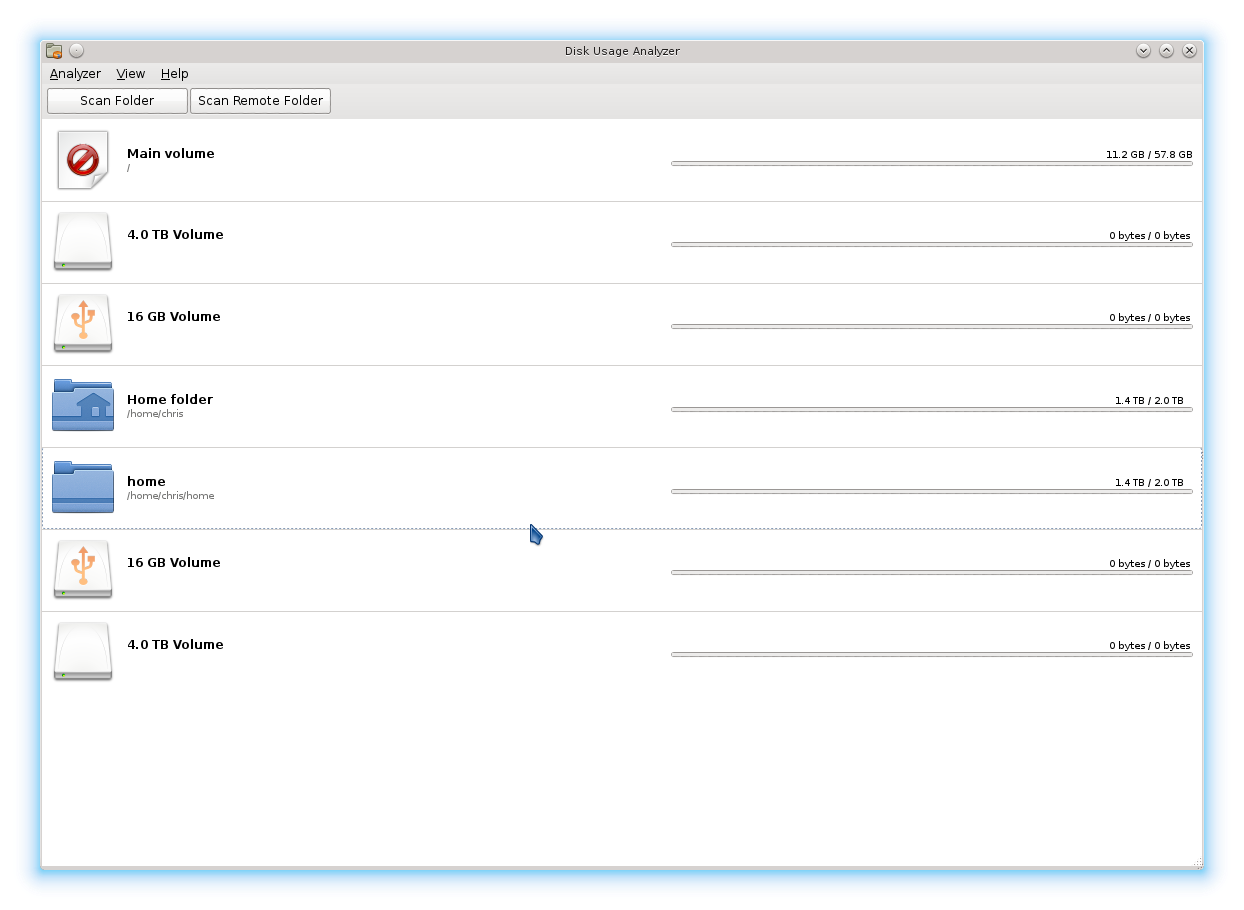 Disk Usage Analyzer
Analyzer View Help
Scan Folder Scan Remote Folder
Main volume
/
11.2 GB / 57.8 GB
4.0 TB Volume
0 bytes / 0 bytes
16 GB Volume
0 bytes / 0 bytes
Home folder
/home/chris
1.4 TB / 2.0 TB
home
/home/chris/home
1.4 TB / 2.0 TB
16 GB Volume
0 bytes / 0 bytes
4.0 TB Volume
0 bytes / 0 bytes